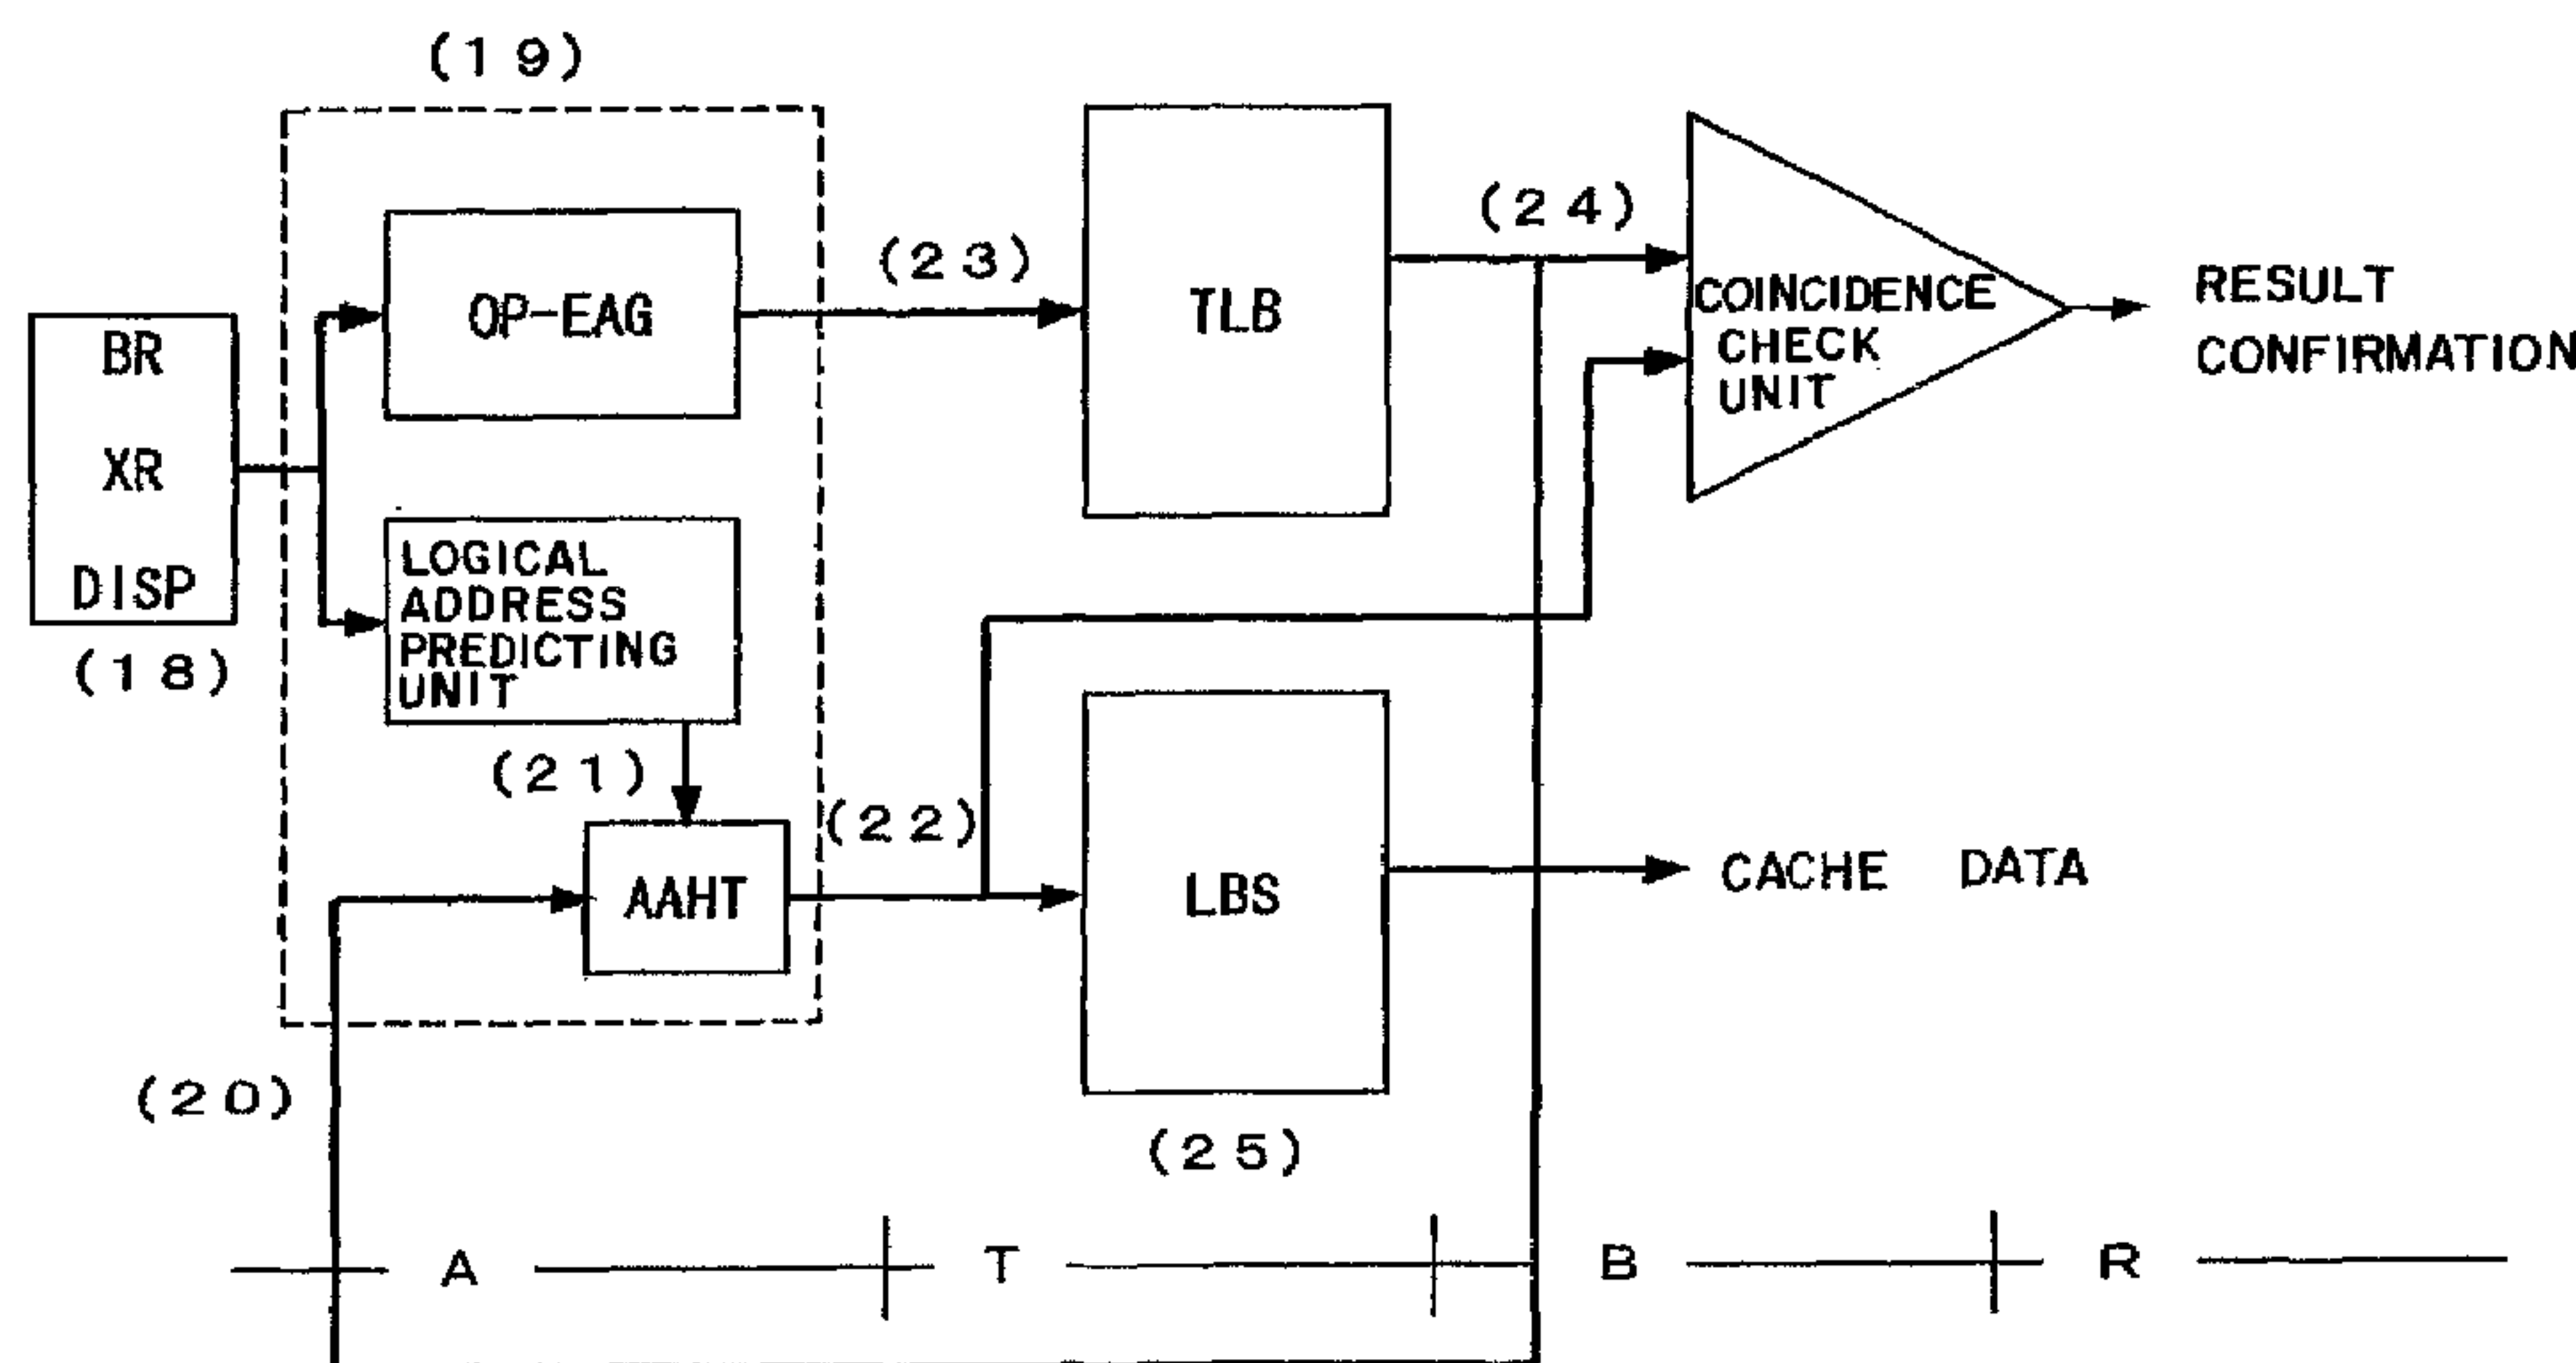 (19)
BR
XR
DISP
(18)
OP-EAG
LOGICAL
ADDRESS
PREDICTING
UNIT
(21)
AAHT
(20)
(23)
TLB
(22)
LBS
(25)
(24)
COINCIDENCE
CHECK
UNIT
RESULT
CONFIRMATION
CACHE DATA
A T B R